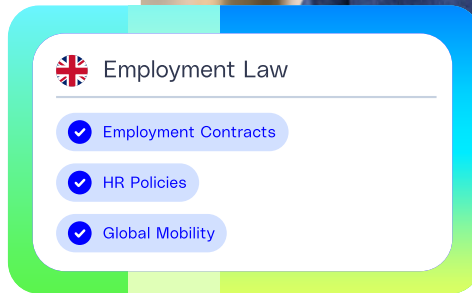 Employment Law
Employment Contracts
HR Policies
Global Mobility